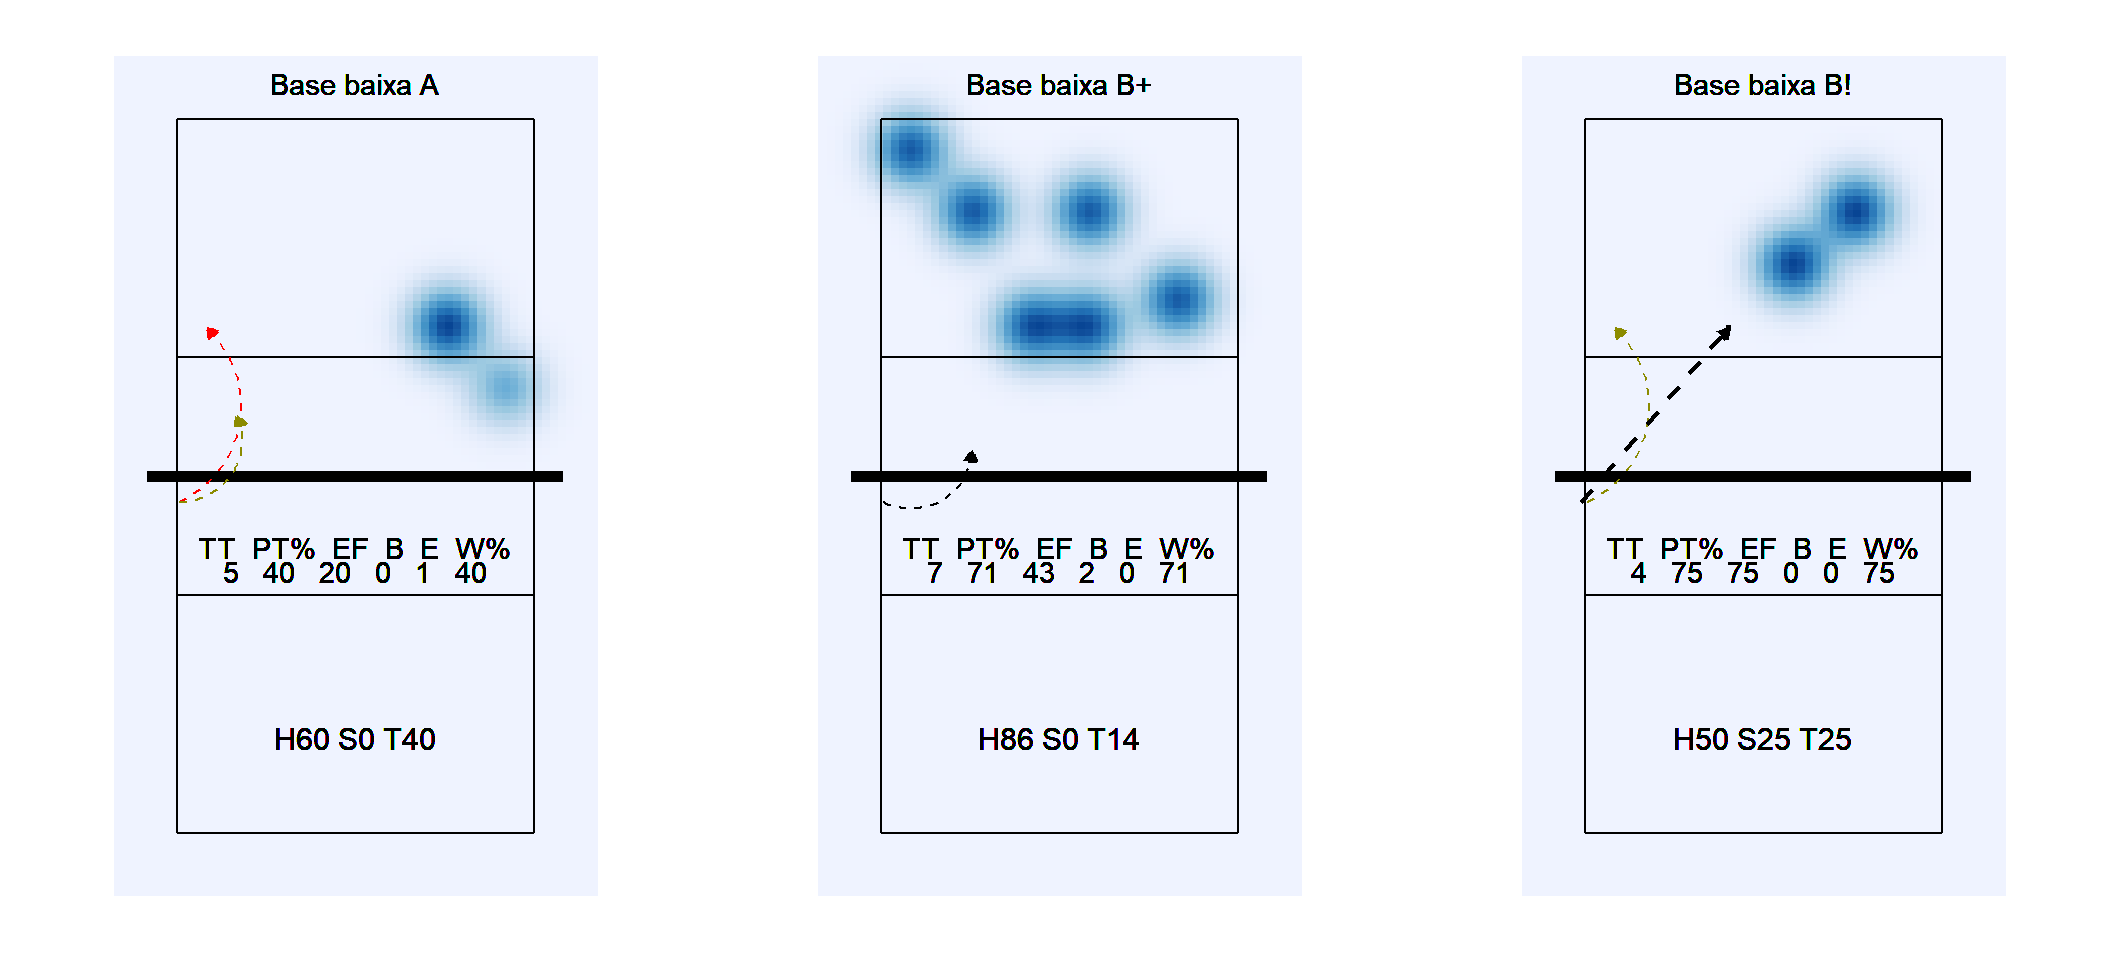 Base baixa A
TT PT% EF B E W%
5 40 20 0 1 40
H60 S0 T40
Base baixa B+
TT PT% EF B E W%
7 71 43 2 0 71
H86 S0 T14
Base baixa B!
TT PT% EF B E W%
4 75 75 0 0 75
H50 S25 T25